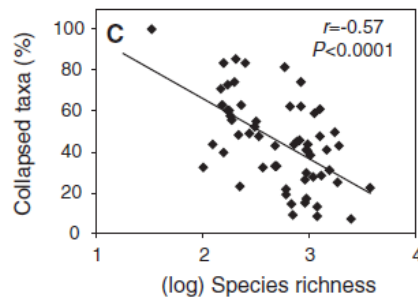 C
r=-0.57
P<0.0001
Collapsed taxa (%)
100
80
60
40
20
0
1
2
3
4
(log) Species richness